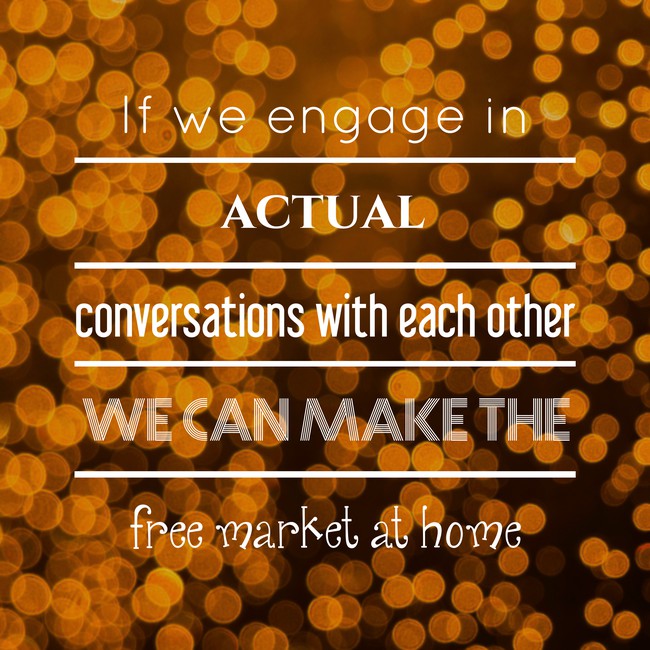 If we engage in
ACTUAL
conversations with each other
WE CAN MAKE THE
free market at home